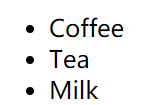 • Coffee
• Tea
• Milk